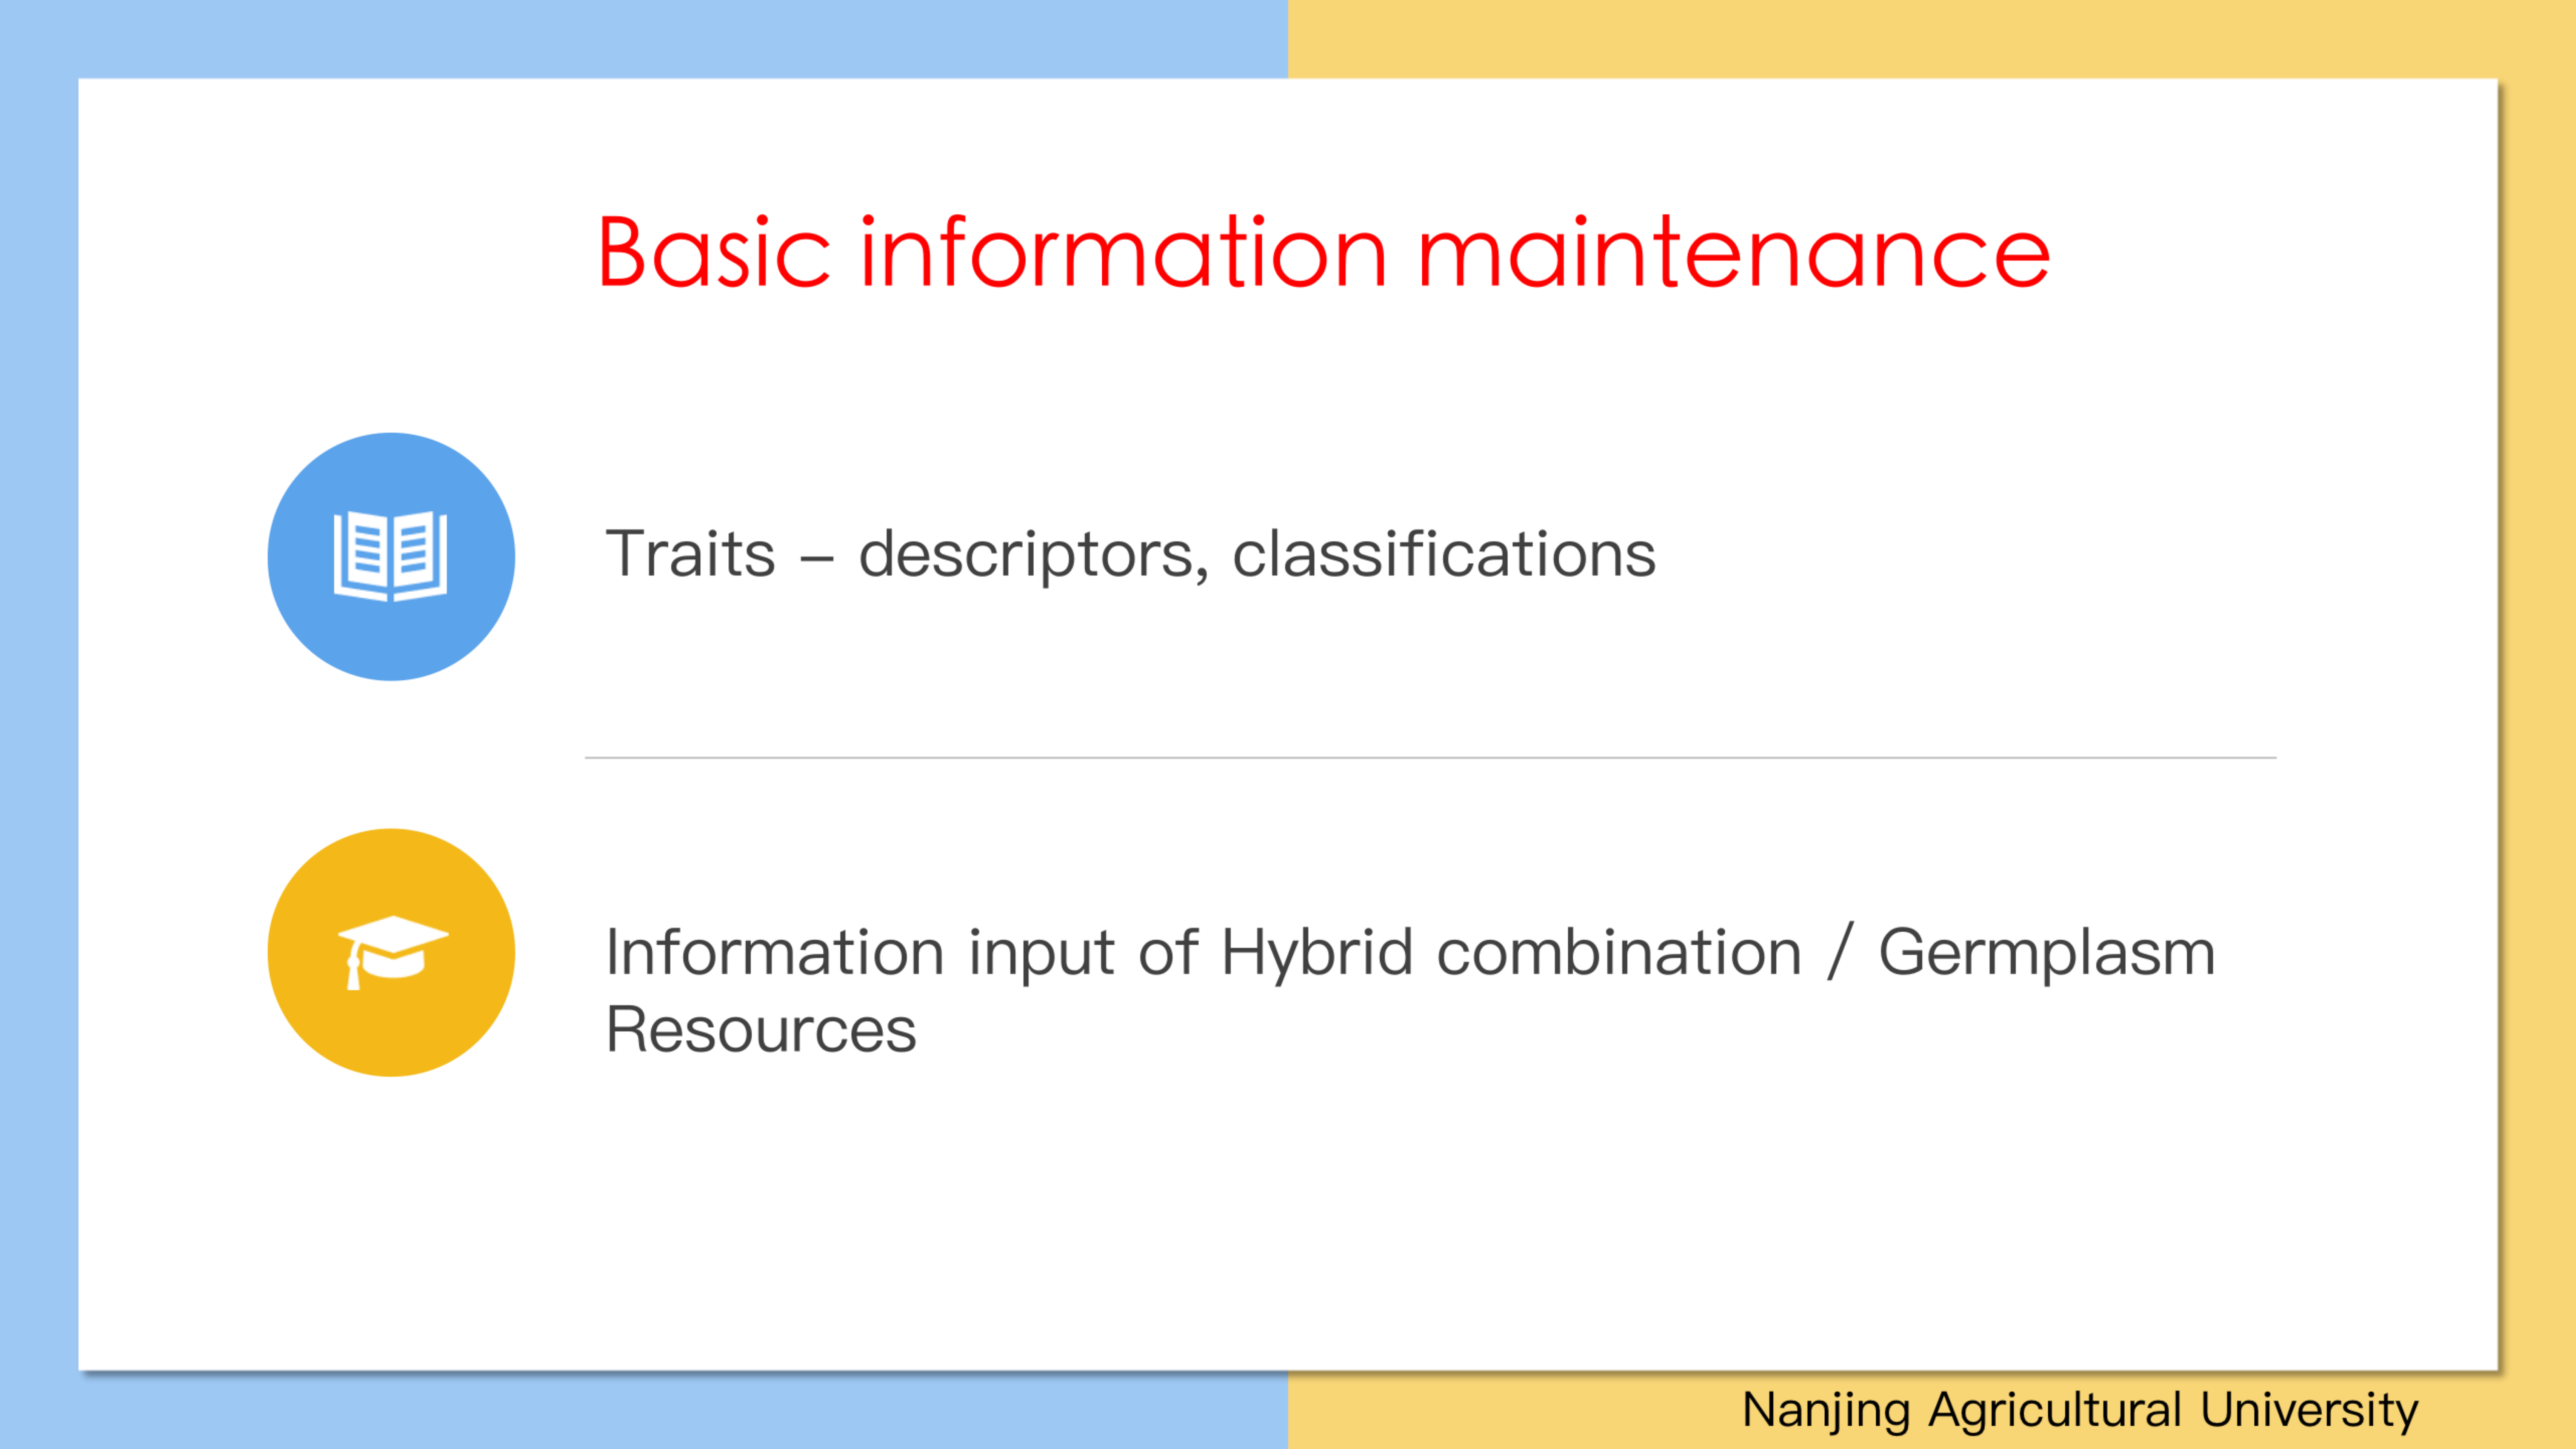 Basic information maintenance
Traits – descriptors, classifications
Information input of Hybrid combination / Germplasm
Resources
Nanjing Agricultural University